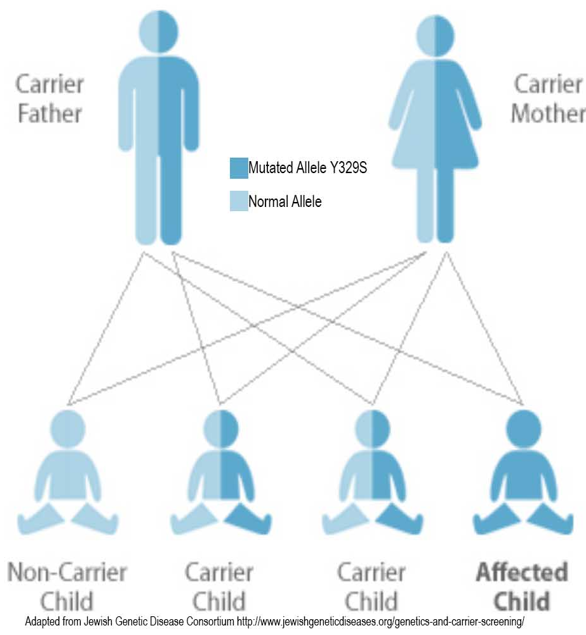 Carrier
Father
Carrier
Mother
Mutated Allele Y329S
Normal Allele
Non-Carrier
Child
Carrier
Child
Carrier
Child
Affected
Child
Adapted from Jewish Genetic Disease Consortium http://www.jewishgeneticdiseases.org/genetics-and-carrier-screening/